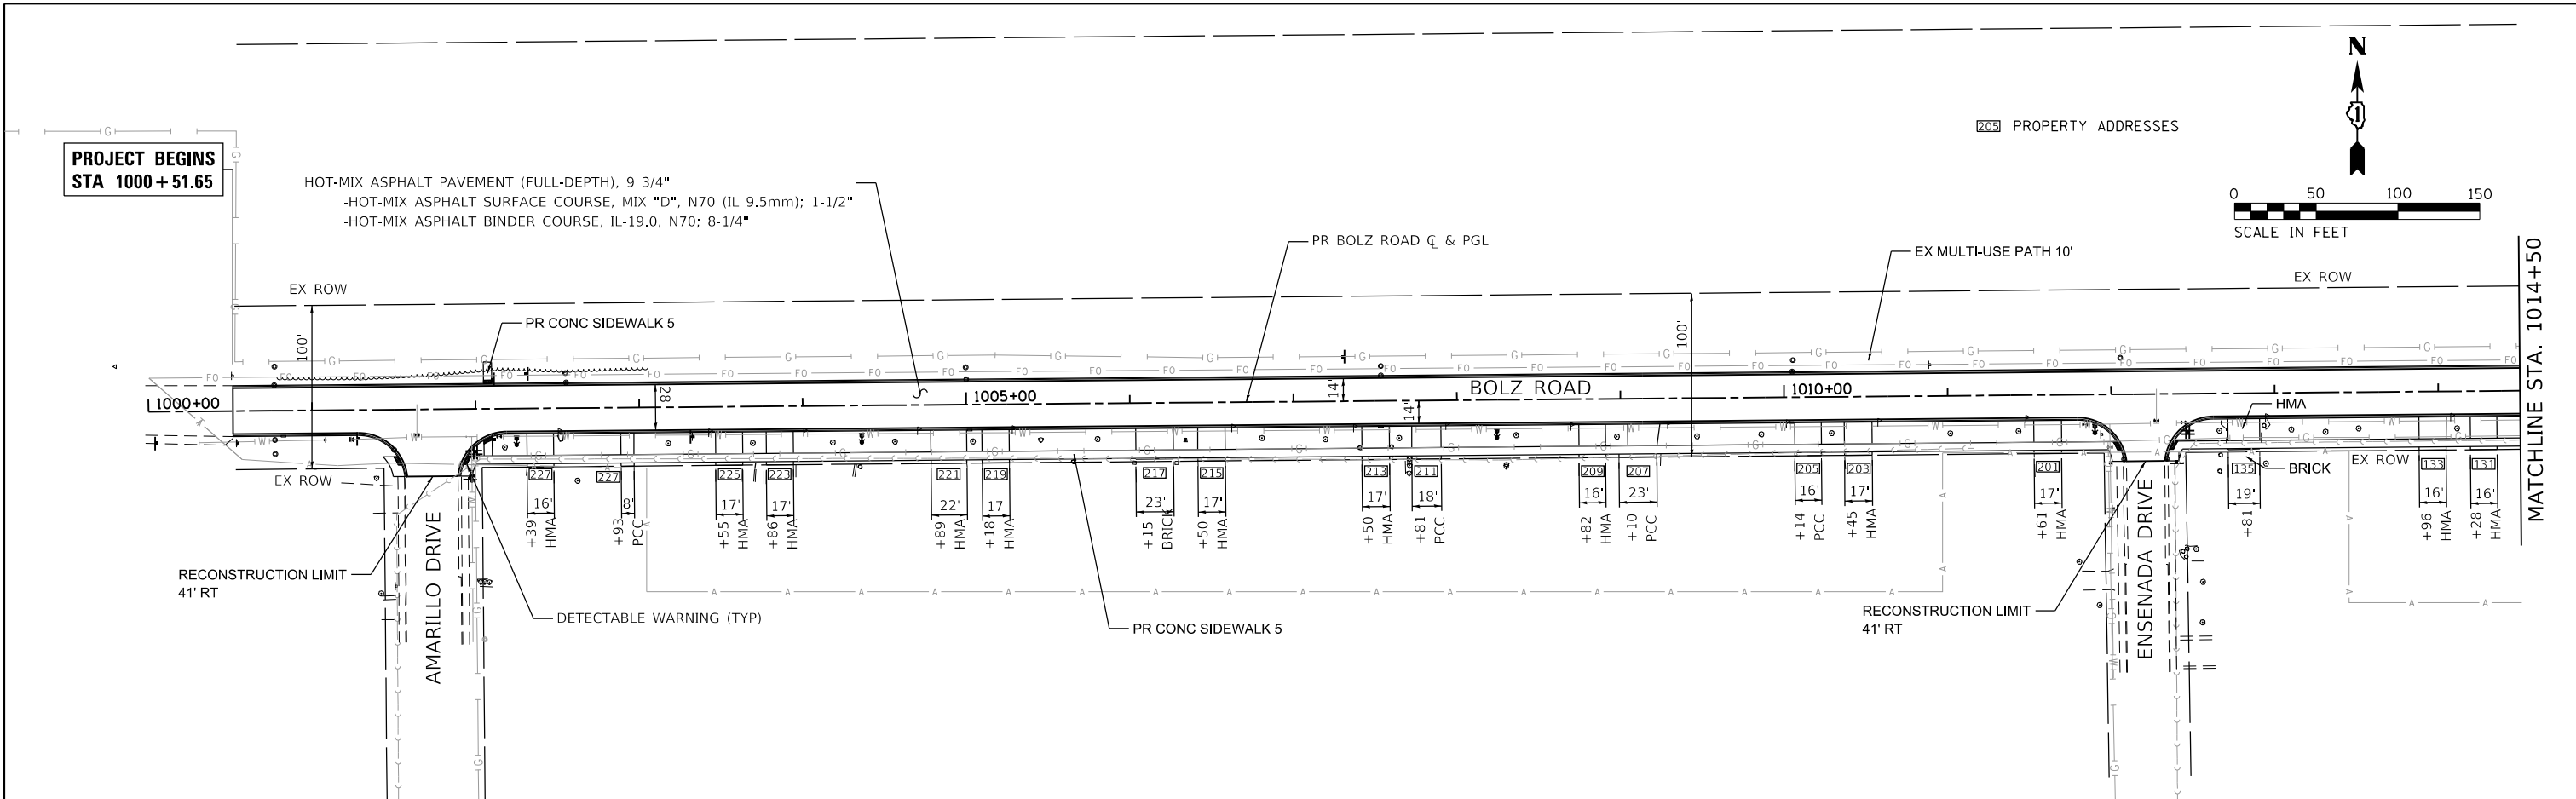 PROJECT BEGINS
STA 1000+51.65
HOT-MIX ASPHALT PAVEMENT (FULL-DEPTH), 9 3/4"
-HOT-MIX ASPHALT SURFACE COURSE, MIX "D", N70 (IL 9.5mm); 1-1/2"
-HOT-MIX ASPHALT BINDER COURSE, IL-19.0, N70; 8-1/4"
PR BOLZ ROAD ℄ & PGL
EX MULTI-USE PATH 10'
205 PROPERTY ADDRESSES
N
1
0 50 100 150
SCALE IN FEET
MATCHLINE STA. 1014+50
EX ROW
EX ROW
100'
100'
PR CONC SIDEWALK 5
1000+00
1005+00
1010+00
BOLZ ROAD
28'
14'
14'
HMA
BRICK
EX ROW
EX ROW
227 227 225 223 221 219 217 215 213 211 209 207 205 203 201 135 133 131
16' 8' 17' 17' 22' 17' 23' 17' 17' 18' 16' 23' 16' 17' 17' 19' 16' 16'
+39 HMA
+93 PCC
+55 HMA
+86 HMA
+89 HMA
+18 HMA
+15 BRICK
+50 HMA
+50 HMA
+81 PCC
+82 HMA
+10 PCC
+14 PCC
+45 HMA
+61 HMA
+81
+96 HMA
+28 HMA
RECONSTRUCTION LIMIT
41' RT
AMARILLO DRIVE
DETECTABLE WARNING (TYP)
PR CONC SIDEWALK 5
RECONSTRUCTION LIMIT
41' RT
ENSENADA DRIVE